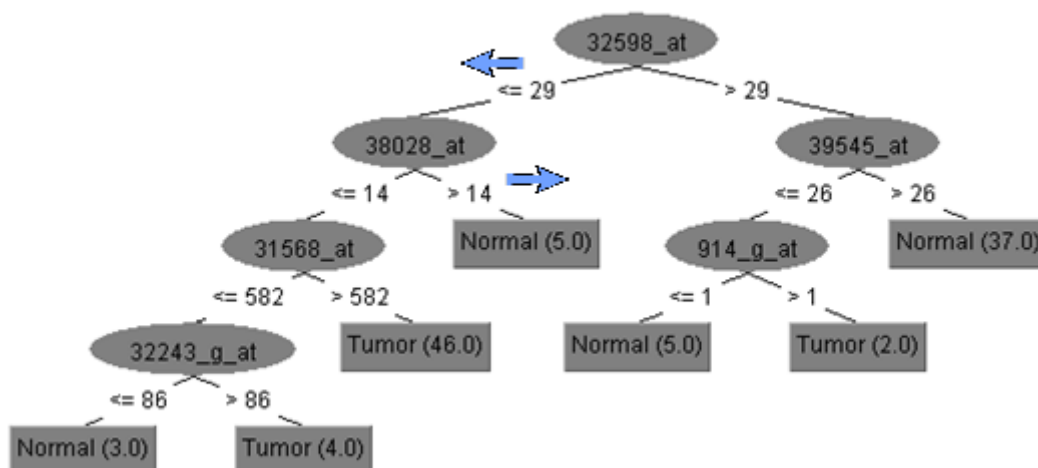 32598_at
<= 29
> 29
38028_at
39545_at
<= 14
> 14
<= 26
> 26
31568_at
Normal (5.0)
914_g_at
Normal (37.0)
<= 582
> 582
<= 1
> 1
32243_g_at
Tumor (46.0)
Normal (5.0)
Tumor (2.0)
<= 86
> 86
Normal (3.0)
Tumor (4.0)